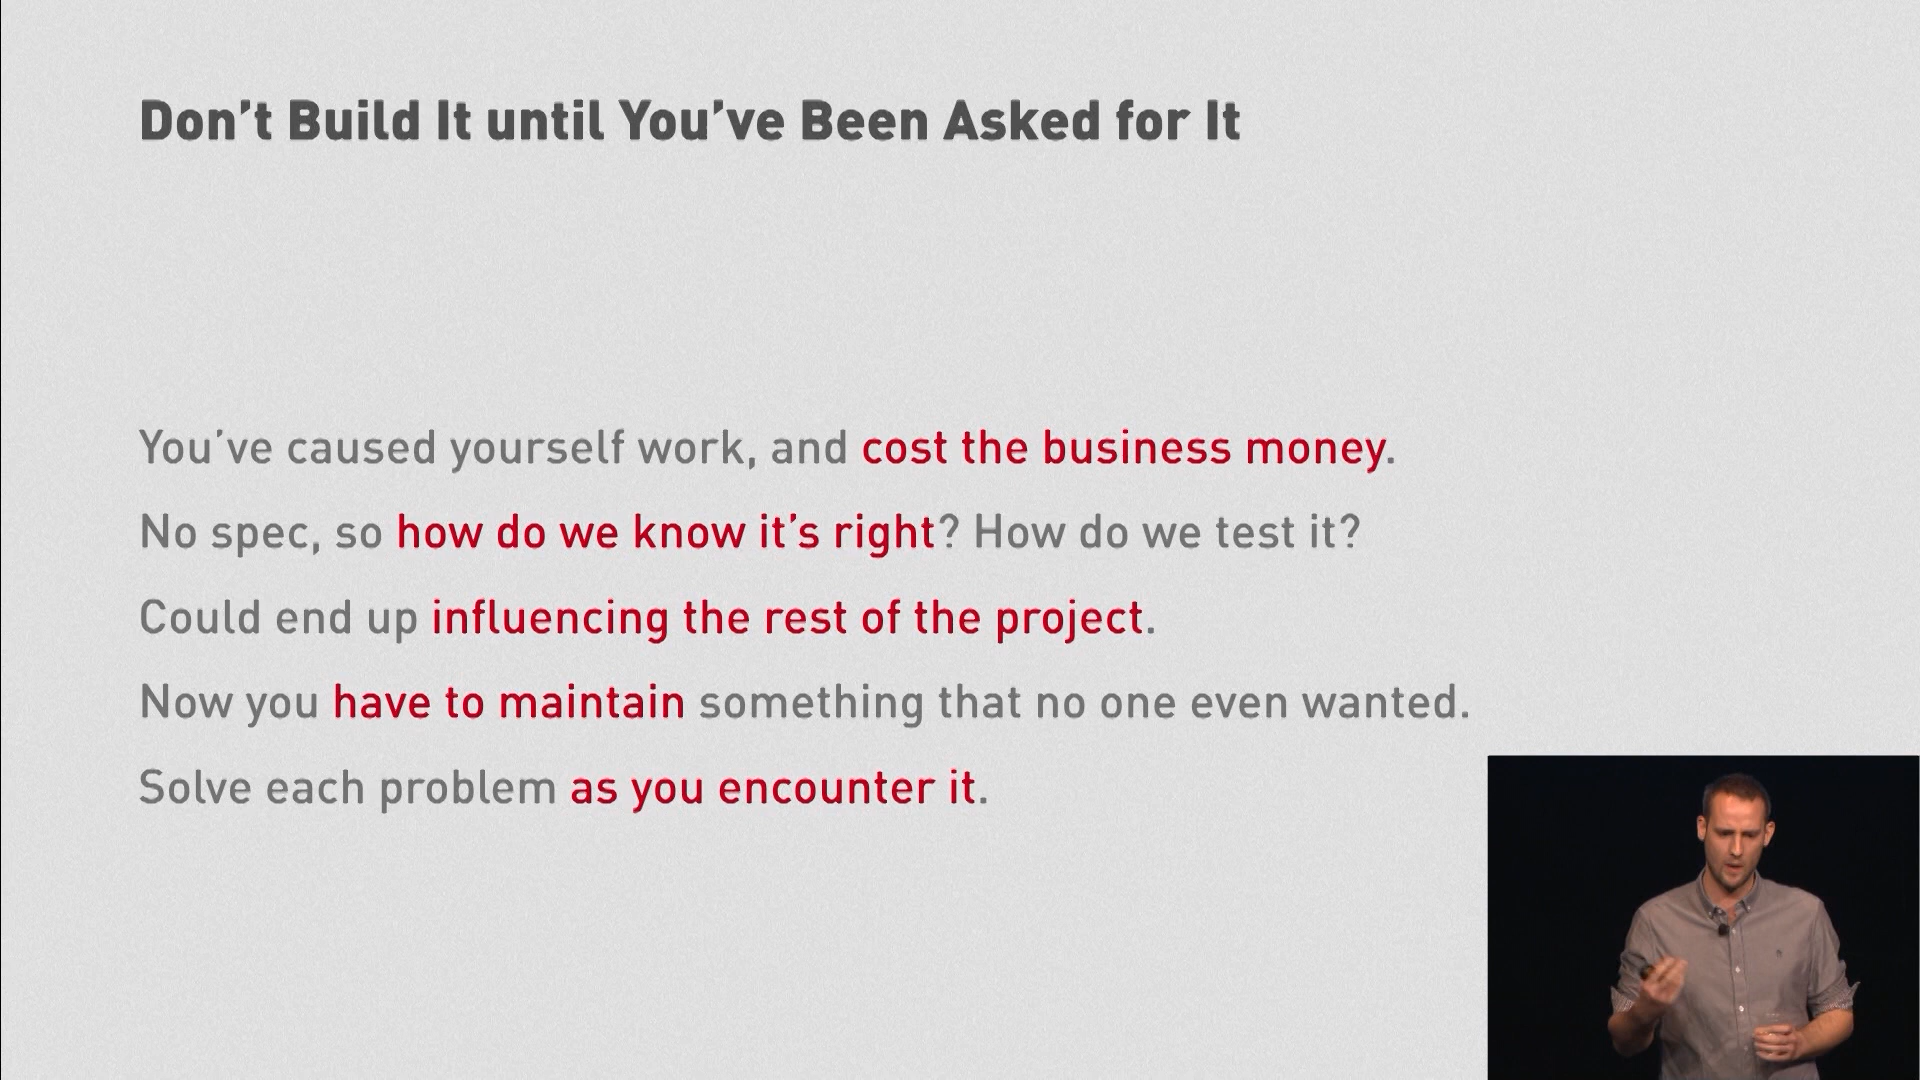 Don’t Build It until You’ve Been Asked for It
You’ve caused yourself work, and cost the business money.
No spec, so how do we know it’s right? How do we test it?
Could end up influencing the rest of the project.
Now you have to maintain something that no one even wanted.
Solve each problem as you encounter it.